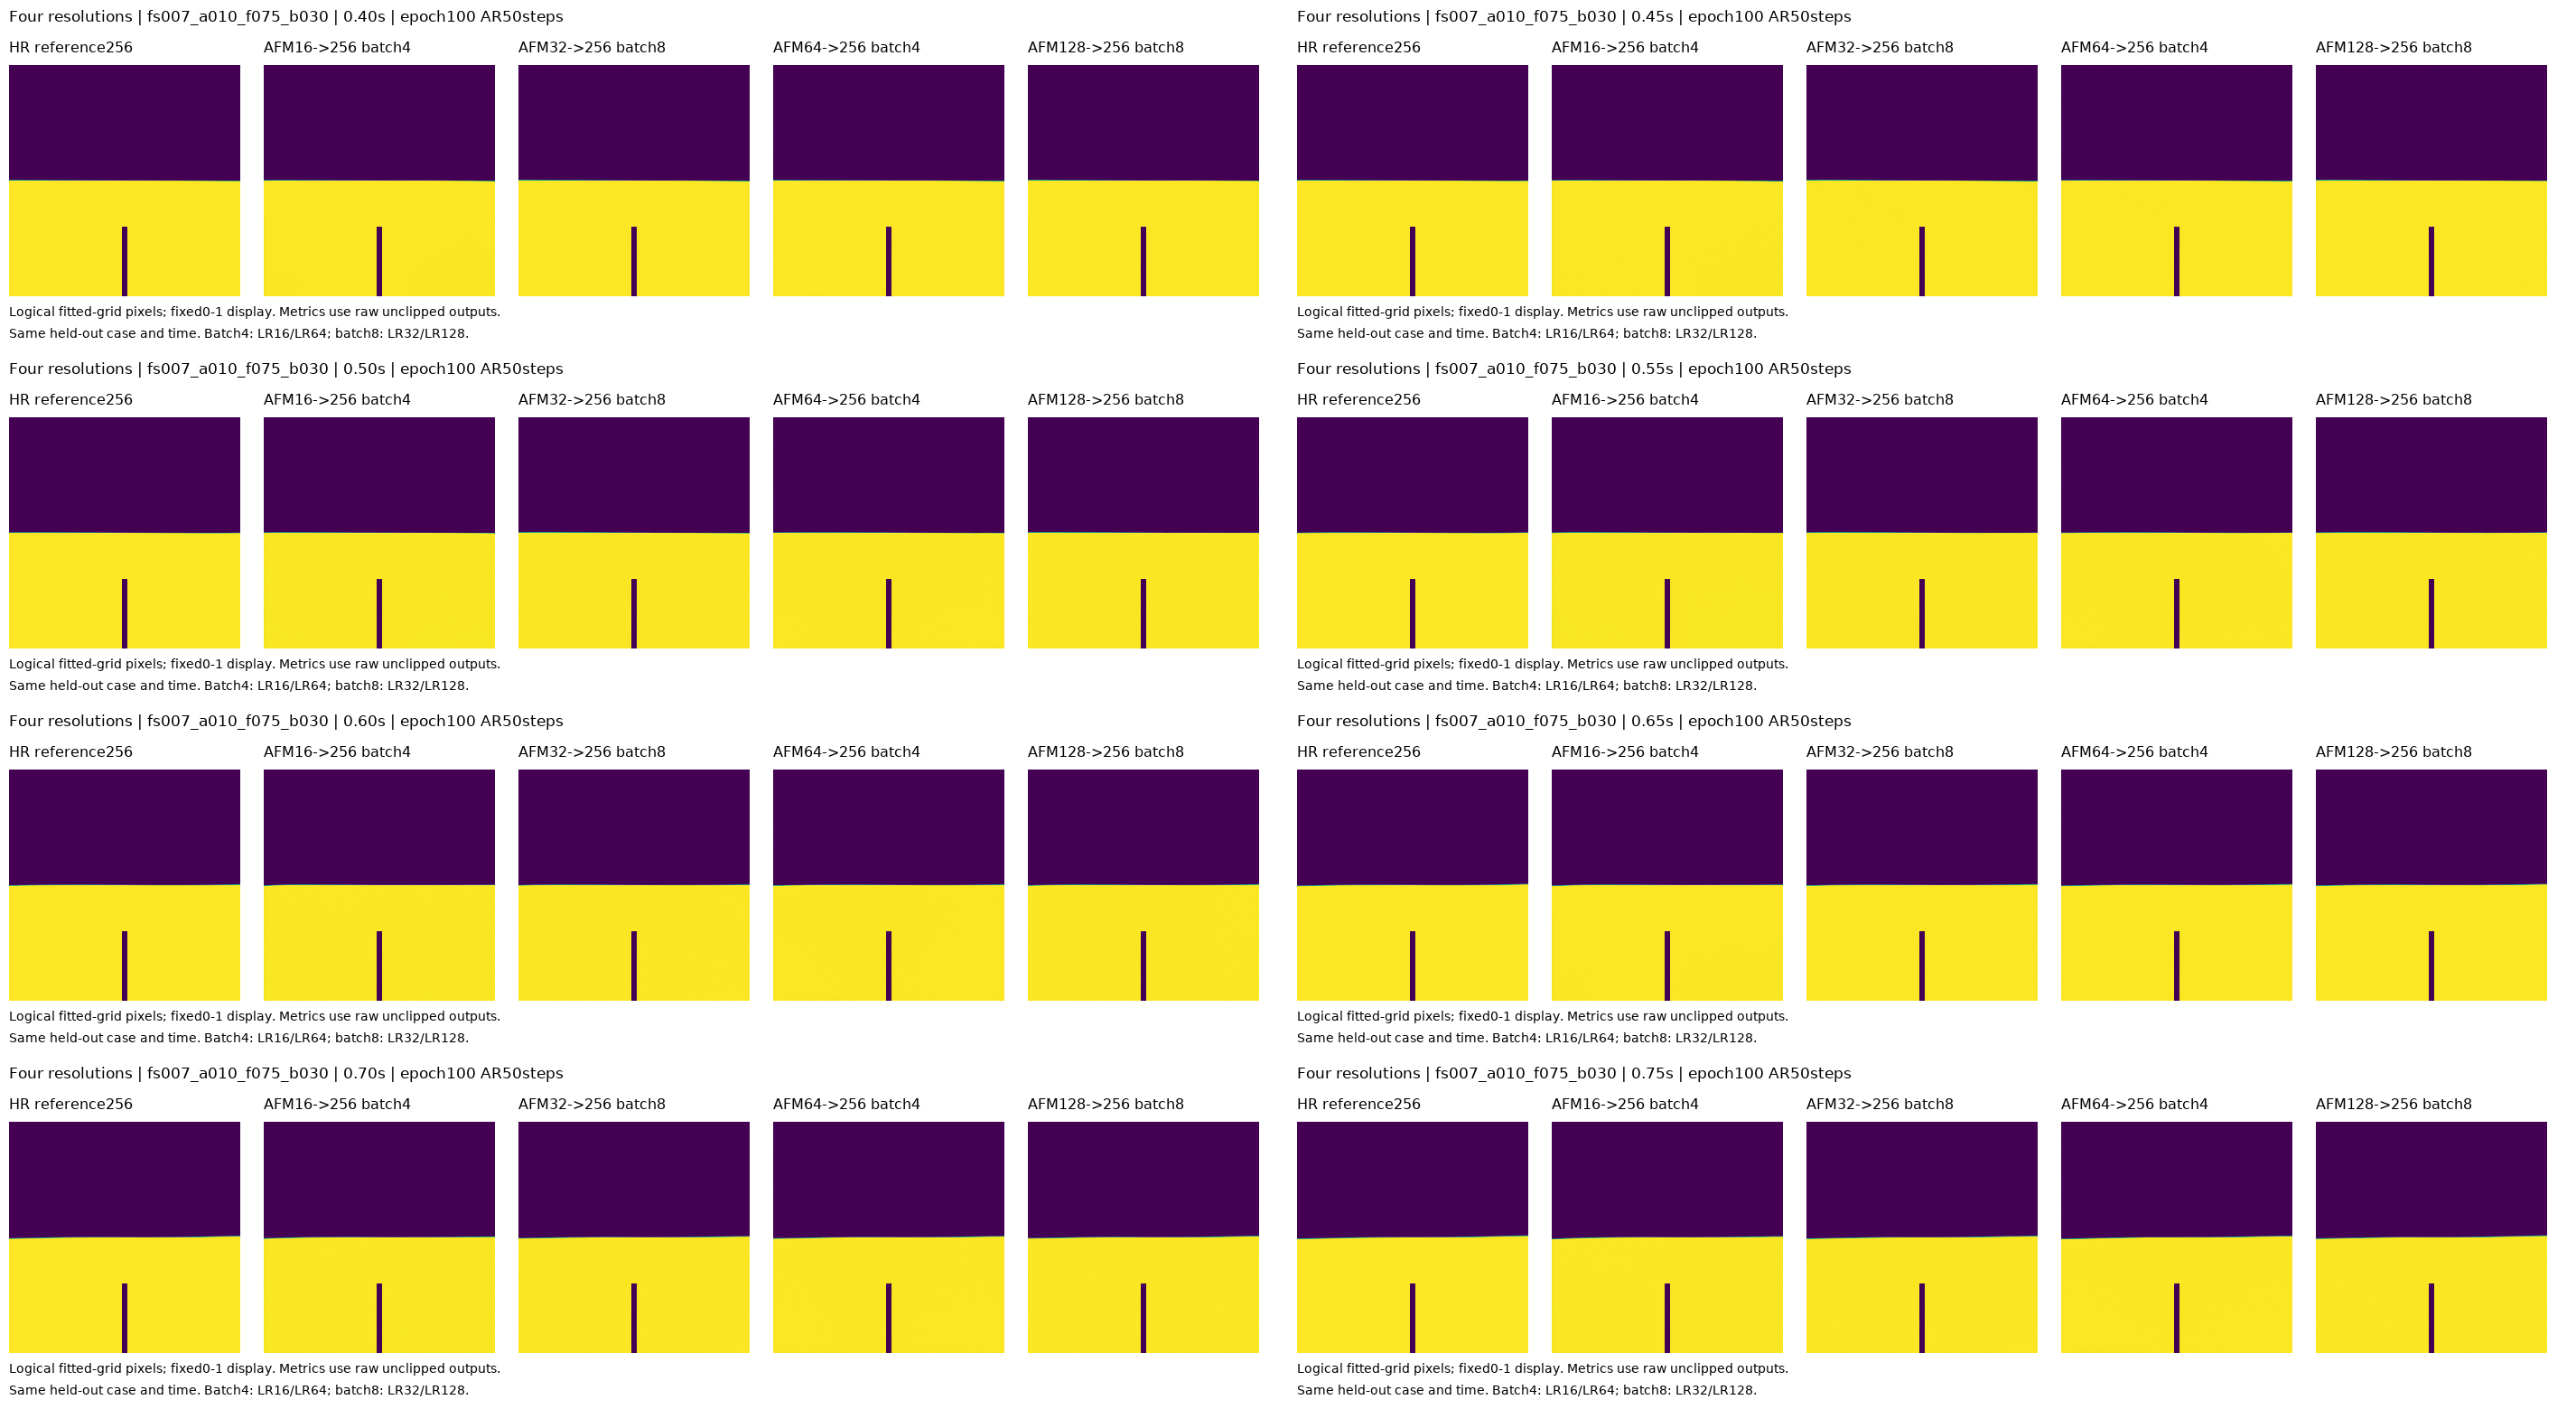 Four resolutions | fs007_a010_f075_b030 | 0.40s | epoch100 AR50steps
HR reference256 AFM16->256 batch4 AFM32->256 batch8 AFM64->256 batch4 AFM128->256 batch8
Logical fitted-grid pixels; fixed0-1 display. Metrics use raw unclipped outputs.
Same held-out case and time. Batch4: LR16/LR64; batch8: LR32/LR128.
Four resolutions | fs007_a010_f075_b030 | 0.45s | epoch100 AR50steps
HR reference256 AFM16->256 batch4 AFM32->256 batch8 AFM64->256 batch4 AFM128->256 batch8
Logical fitted-grid pixels; fixed0-1 display. Metrics use raw unclipped outputs.
Same held-out case and time. Batch4: LR16/LR64; batch8: LR32/LR128.
Four resolutions | fs007_a010_f075_b030 | 0.50s | epoch100 AR50steps
HR reference256 AFM16->256 batch4 AFM32->256 batch8 AFM64->256 batch4 AFM128->256 batch8
Logical fitted-grid pixels; fixed0-1 display. Metrics use raw unclipped outputs.
Same held-out case and time. Batch4: LR16/LR64; batch8: LR32/LR128.
Four resolutions | fs007_a010_f075_b030 | 0.55s | epoch100 AR50steps
HR reference256 AFM16->256 batch4 AFM32->256 batch8 AFM64->256 batch4 AFM128->256 batch8
Logical fitted-grid pixels; fixed0-1 display. Metrics use raw unclipped outputs.
Same held-out case and time. Batch4: LR16/LR64; batch8: LR32/LR128.
Four resolutions | fs007_a010_f075_b030 | 0.60s | epoch100 AR50steps
HR reference256 AFM16->256 batch4 AFM32->256 batch8 AFM64->256 batch4 AFM128->256 batch8
Logical fitted-grid pixels; fixed0-1 display. Metrics use raw unclipped outputs.
Same held-out case and time. Batch4: LR16/LR64; batch8: LR32/LR128.
Four resolutions | fs007_a010_f075_b030 | 0.65s | epoch100 AR50steps
HR reference256 AFM16->256 batch4 AFM32->256 batch8 AFM64->256 batch4 AFM128->256 batch8
Logical fitted-grid pixels; fixed0-1 display. Metrics use raw unclipped outputs.
Same held-out case and time. Batch4: LR16/LR64; batch8: LR32/LR128.
Four resolutions | fs007_a010_f075_b030 | 0.70s | epoch100 AR50steps
HR reference256 AFM16->256 batch4 AFM32->256 batch8 AFM64->256 batch4 AFM128->256 batch8
Logical fitted-grid pixels; fixed0-1 display. Metrics use raw unclipped outputs.
Same held-out case and time. Batch4: LR16/LR64; batch8: LR32/LR128.
Four resolutions | fs007_a010_f075_b030 | 0.75s | epoch100 AR50steps
HR reference256 AFM16->256 batch4 AFM32->256 batch8 AFM64->256 batch4 AFM128->256 batch8
Logical fitted-grid pixels; fixed0-1 display. Metrics use raw unclipped outputs.
Same held-out case and time. Batch4: LR16/LR64; batch8: LR32/LR128.